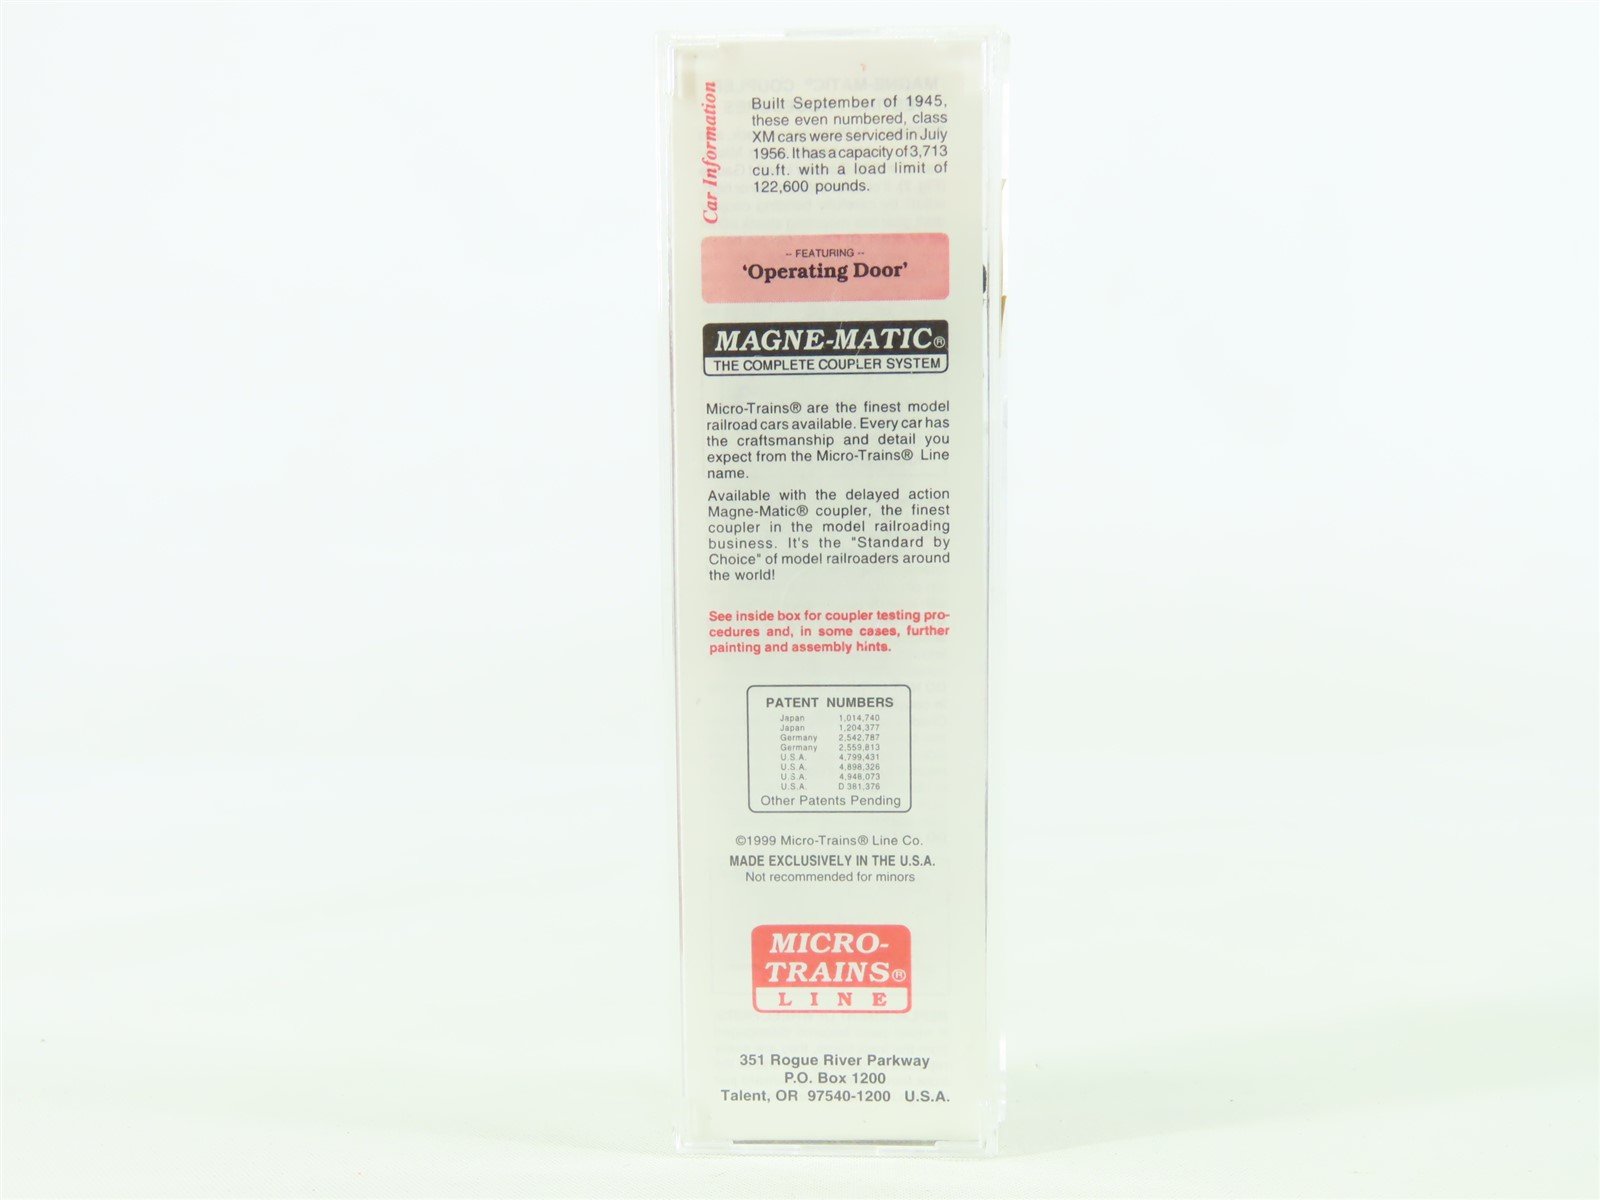 Car Information
Built September of 1945,
these even numbered, class
XM cars were serviced in July
1956. It has a capacity of 3,713
cu.ft. with a load limit of
122,600 pounds.
-- FEATURING --
'Operating Door'
MAGNE-MATIC®
THE COMPLETE COUPLER SYSTEM
Micro-Trains® are the finest model
railroad cars available. Every car has
the craftsmanship and detail you
expect from the Micro-Trains® Line
name.
Available with the delayed action
Magne-Matic® coupler, the finest
coupler in the model railroading
business. It's the "Standard by
Choice" of model railroaders around
the world!
See inside box for coupler testing pro-
cedures and, in some cases, further
painting and assembly hints.
PATENT NUMBERS
Japan 1,014,740
Japan 1,204,377
Germany 2,542,787
Germany 2,559,813
U.S.A. 4,799,431
U.S.A. 4,898,326
U.S.A. 4,948,073
U.S.A. D 381,376
Other Patents Pending
©1999 Micro-Trains® Line Co.
MADE EXCLUSIVELY IN THE U.S.A.
Not recommended for minors
MICRO-
TRAINS®
LINE
351 Rogue River Parkway
P.O. Box 1200
Talent, OR 97540-1200 U.S.A.